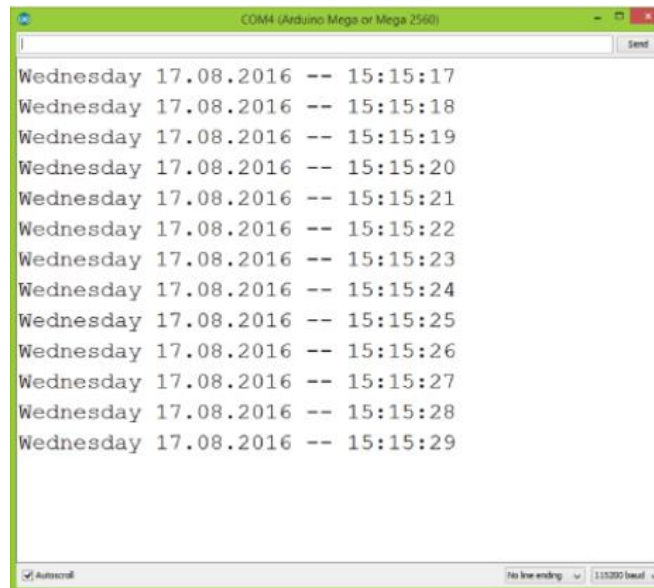 COM4 (Arduino Mega or Mega 2560)
Send
Wednesday 17.08.2016 -- 15:15:17
Wednesday 17.08.2016 -- 15:15:18
Wednesday 17.08.2016 -- 15:15:19
Wednesday 17.08.2016 -- 15:15:20
Wednesday 17.08.2016 -- 15:15:21
Wednesday 17.08.2016 -- 15:15:22
Wednesday 17.08.2016 -- 15:15:23
Wednesday 17.08.2016 -- 15:15:24
Wednesday 17.08.2016 -- 15:15:25
Wednesday 17.08.2016 -- 15:15:26
Wednesday 17.08.2016 -- 15:15:27
Wednesday 17.08.2016 -- 15:15:28
Wednesday 17.08.2016 -- 15:15:29
Autoscroll No line ending 115200 baud